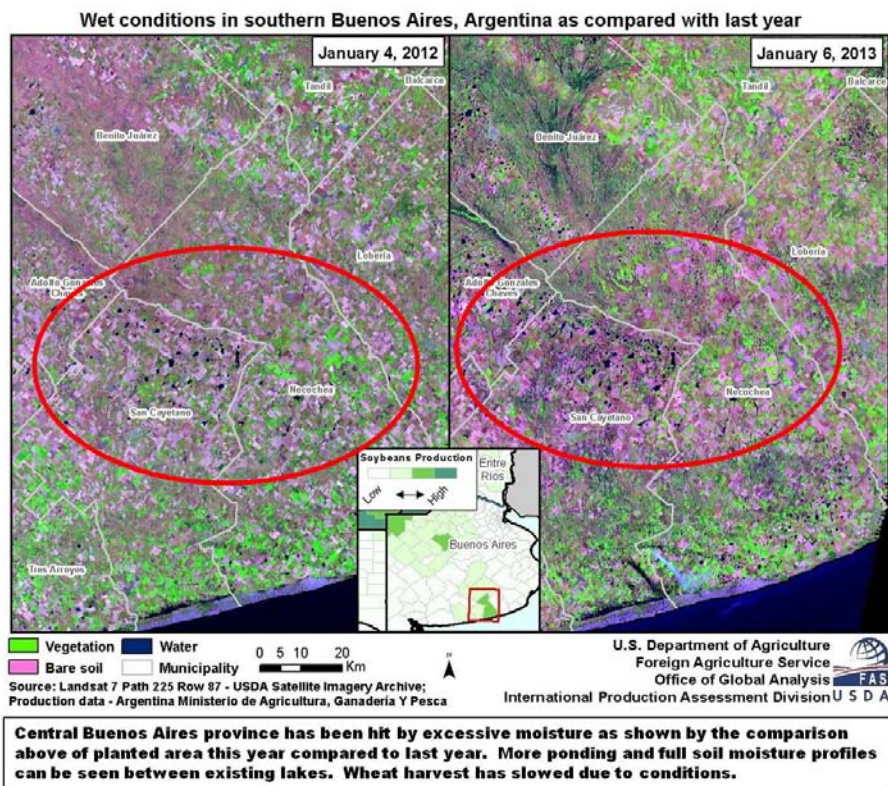 Wet conditions in southern Buenos Aires, Argentina as compared with last year
January 4, 2012
Tandil
Balcarce
Benito Juárez
Lobería
Adolfo Gonzales
Chaves
Necochea
San Cayetano
Tres Arroyos
January 6, 2013
Tandil
Balcarce
Benito Juárez
Lobería
Adolfo Gonzales
Chaves
Necochea
San Cayetano
Soybeans Production
Low
High
Entre
Rios
Buenos Aires
Vegetation
Water
Bare soil
Municipality
0 5 10 20
Km
N
Source: Landsat 7 Path 225 Row 87 - USDA Satellite Imagery Archive;
Production data - Argentina Ministerio de Agricultura, Ganadería Y Pesca
U.S. Department of Agriculture
Foreign Agriculture Service
Office of Global Analysis
International Production Assessment Division
FAS
USDA
Central Buenos Aires province has been hit by excessive moisture as shown by the comparison
above of planted area this year compared to last year. More ponding and full soil moisture profiles
can be seen between existing lakes. Wheat harvest has slowed due to conditions.